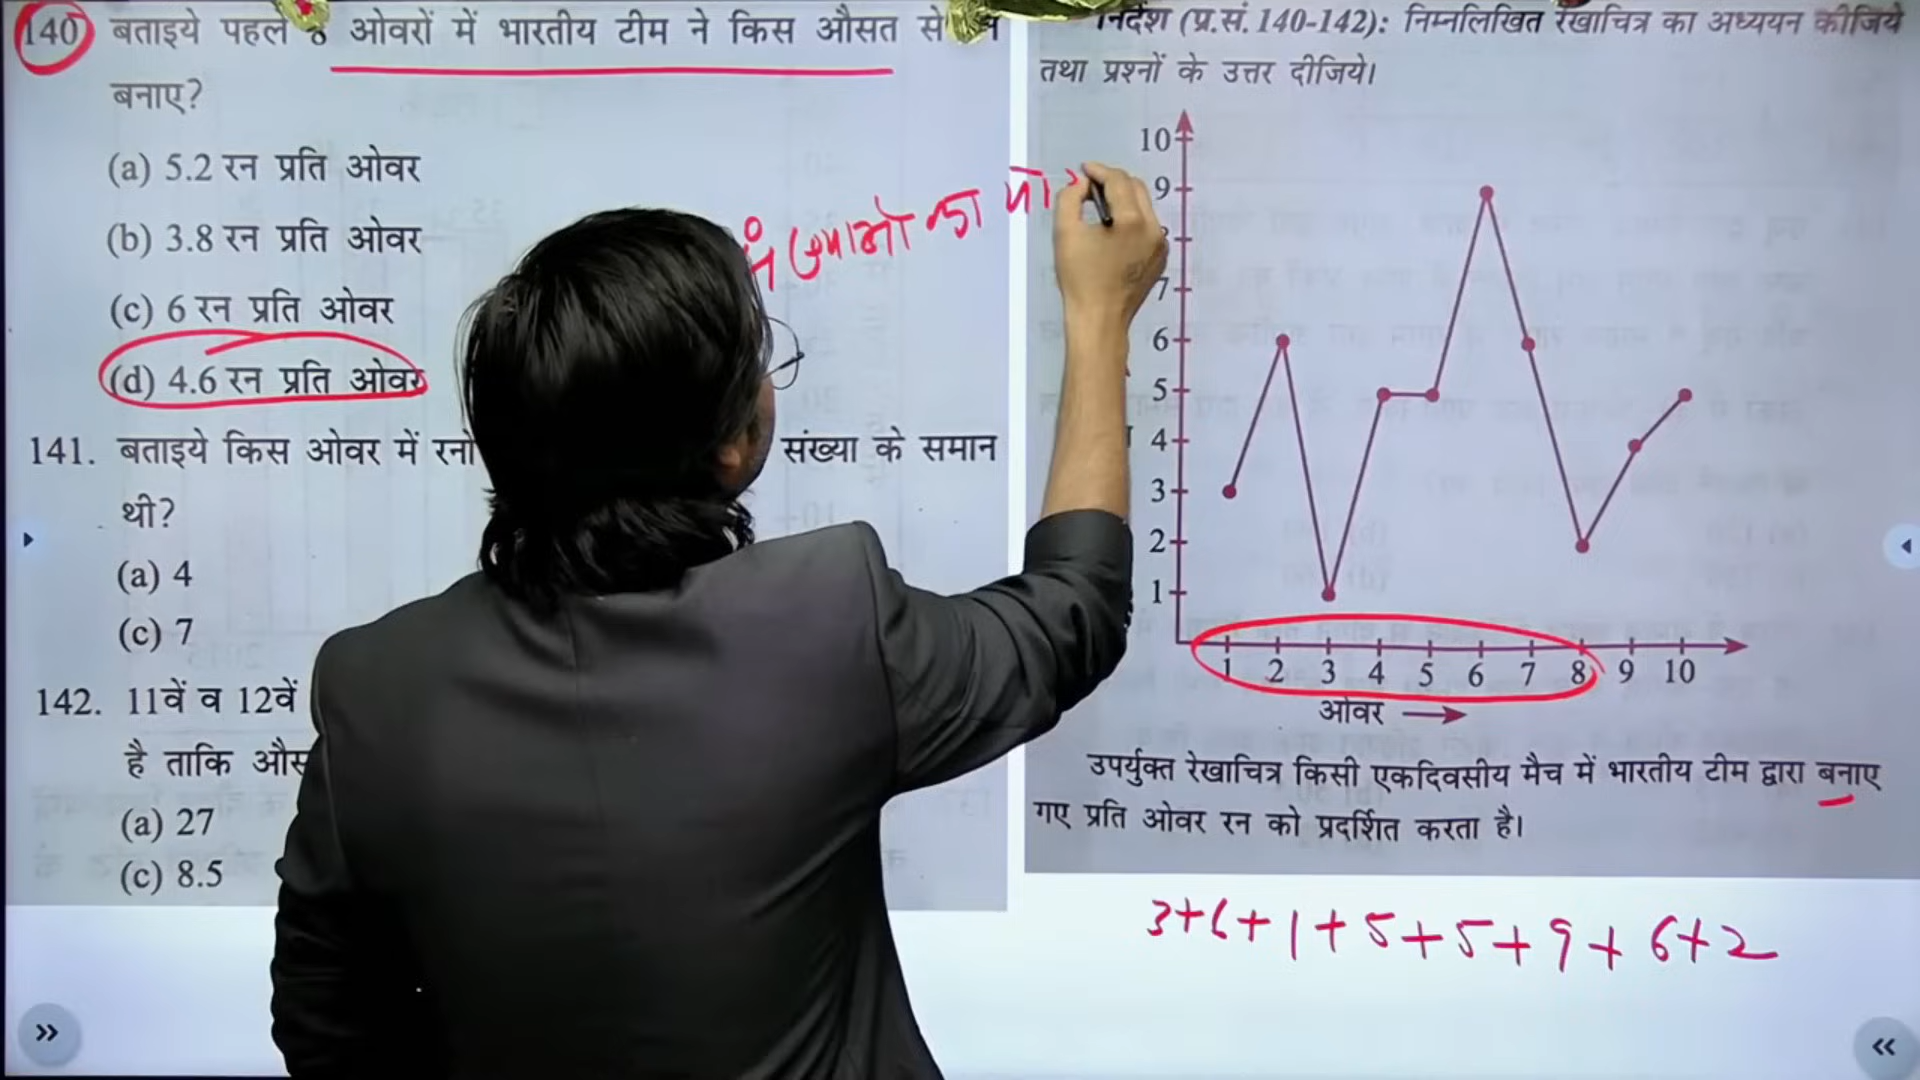 140 बताइये पहले 8 ओवरों में भारतीय टीम ने किस औसत से
बनाए?
(a) 5.2 रन प्रति ओवर
(b) 3.8 रन प्रति ओवर
(c) 6 रन प्रति ओवर
(d) 4.6 रन प्रति ओवर
141. बताइये किस ओवर में रनों संख्या के समान
थी?
(a) 4
(c) 7
142. 11वें व 12वें
है ताकि औस
(a) 27
(c) 8.5
का
निर्देश (प्र.सं. 140-142): निम्नलिखित रेखाचित्र का अध्ययन कीजिये
तथा प्रश्नों के उत्तर दीजिये।
10
9
7
6
5
4
3
2
1
1 2 3 4 5 6 7 8 9 10
ओवर
उपर्युक्त रेखाचित्र किसी एकदिवसीय मैच में भारतीय टीम द्वारा बनाए
गए प्रति ओवर रन को प्रदर्शित करता है।
3+6+1+5+5+9+6+2